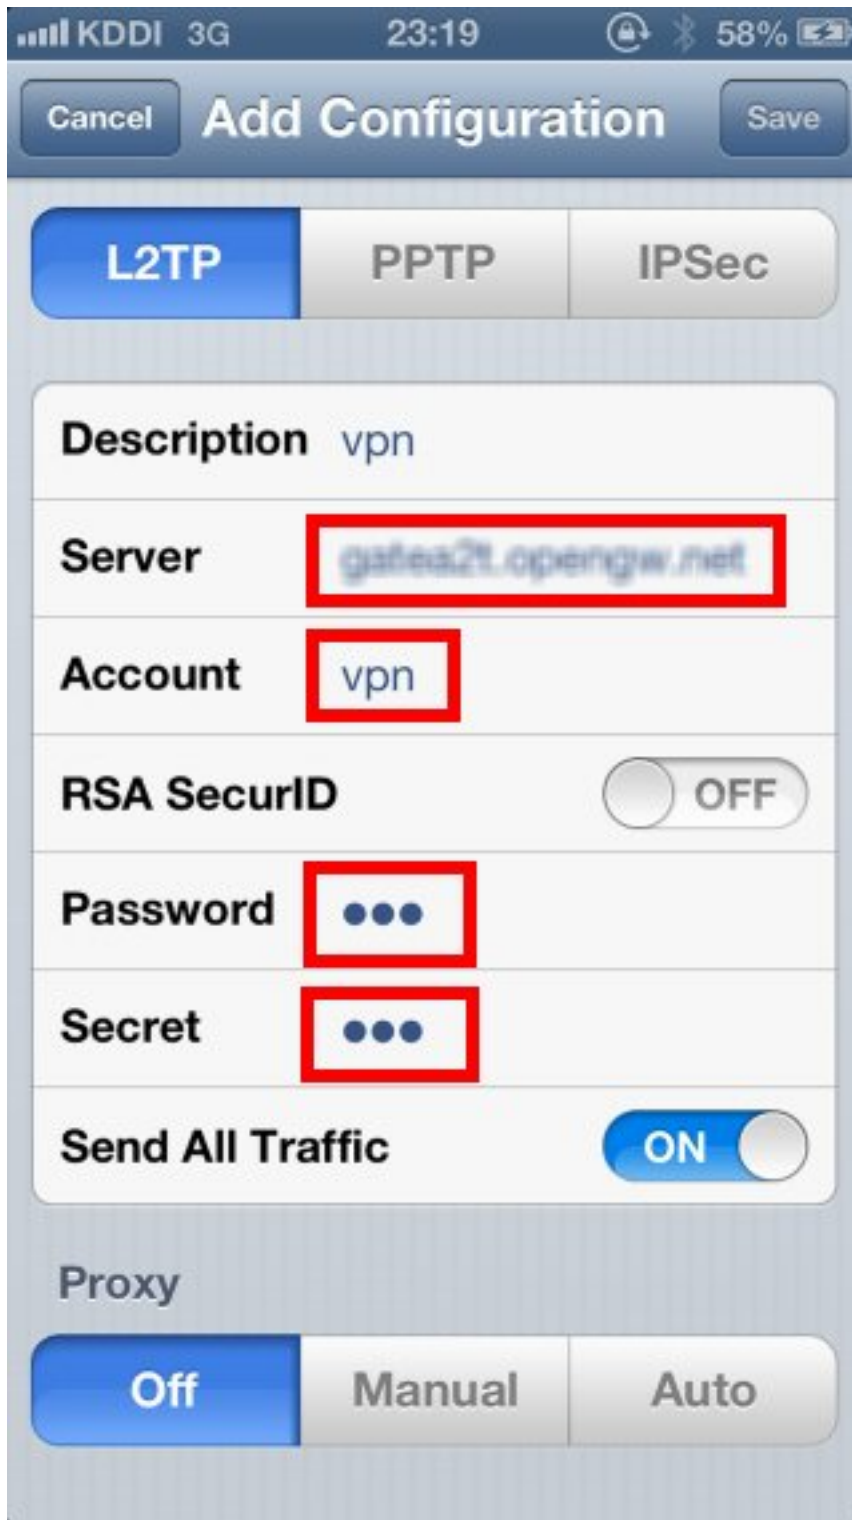 KDDI 3G 23:19 58%
Cancel Add Configuration Save
L2TP PPTP IPSec
Description vpn
Server
Account vpn
RSA SecurID OFF
Password •••
Secret •••
Send All Traffic ON
Proxy
Off Manual Auto